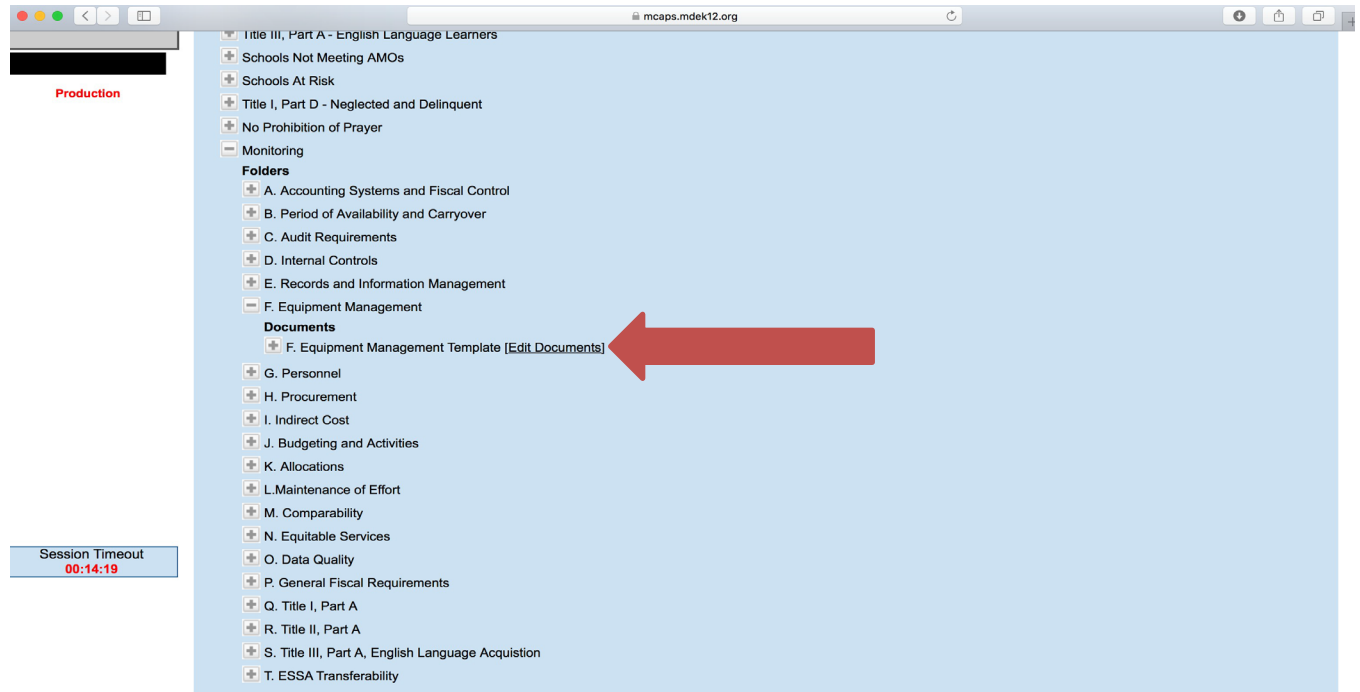 mcaps.mdek12.org
Title III, Part A - English Language Learners
Schools Not Meeting AMOs
Schools At Risk
Production
Title I, Part D - Neglected and Delinquent
No Prohibition of Prayer
Monitoring
Folders
A. Accounting Systems and Fiscal Control
B. Period of Availability and Carryover
C. Audit Requirements
D. Internal Controls
E. Records and Information Management
F. Equipment Management
Documents
F. Equipment Management Template [Edit Documents]
G. Personnel
H. Procurement
I. Indirect Cost
J. Budgeting and Activities
K. Allocations
L.Maintenance of Effort
M. Comparability
N. Equitable Services
Session Timeout
00:14:19
O. Data Quality
P. General Fiscal Requirements
Q. Title I, Part A
R. Title II, Part A
S. Title III, Part A, English Language Acquistion
T. ESSA Transferability